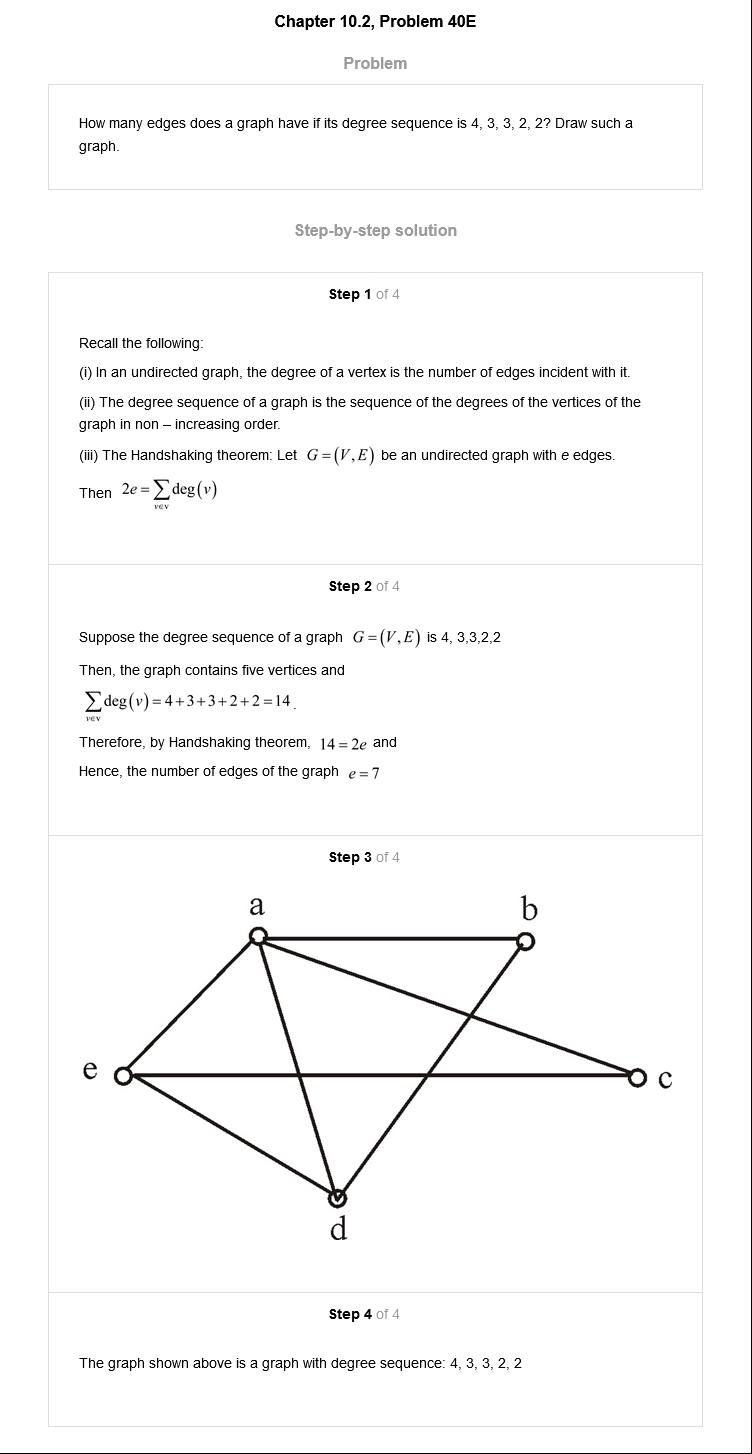 Chapter 10.2, Problem 40E
Problem
How many edges does a graph have if its degree sequence is 4, 3, 3, 2, 2? Draw such a
graph.
Step-by-step solution
Step 1 of 4
Recall the following:
(i) In an undirected graph, the degree of a vertex is the number of edges incident with it.
(ii) The degree sequence of a graph is the sequence of the degrees of the vertices of the
graph in non – increasing order.
(iii) The Handshaking theorem: Let G=(V,E) be an undirected graph with e edges.
Then 2e=∑deg(v)
v∈v
Step 2 of 4
Suppose the degree sequence of a graph G=(V,E) is 4, 3,3,2,2
Then, the graph contains five vertices and
∑deg(v)=4+3+3+2+2=14.
v∈v
Therefore, by Handshaking theorem, 14=2e and
Hence, the number of edges of the graph e=7
Step 3 of 4
a
b
e
c
d
Step 4 of 4
The graph shown above is a graph with degree sequence: 4, 3, 3, 2, 2